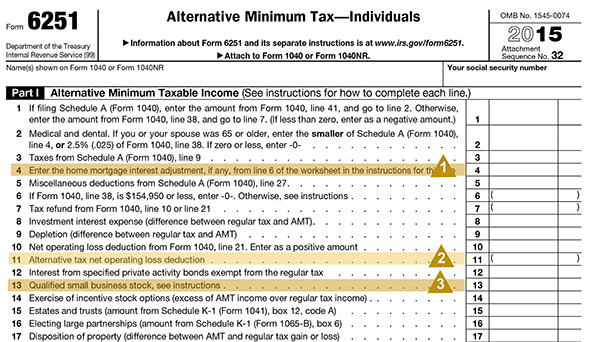 Form 6251
Department of the Treasury
Internal Revenue Service (99)
Alternative Minimum Tax—Individuals
▶ Information about Form 6251 and its separate instructions is at www.irs.gov/form6251.
▶ Attach to Form 1040 or Form 1040NR.
OMB No. 1545-0074
2015
Attachment
Sequence No. 32
Name(s) shown on Form 1040 or Form 1040NR
Your social security number
Part I Alternative Minimum Taxable Income (See instructions for how to complete each line.)
1 If filing Schedule A (Form 1040), enter the amount from Form 1040, line 41, and go to line 2. Otherwise,
enter the amount from Form 1040, line 38, and go to line 7. (If less than zero, enter as a negative amount.) 1
2 Medical and dental. If you or your spouse was 65 or older, enter the smaller of Schedule A (Form 1040),
line 4, or 2.5% (.025) of Form 1040, line 38. If zero or less, enter -0- 2
3 Taxes from Schedule A (Form 1040), line 9 3
4 Enter the home mortgage interest adjustment, if any, from line 6 of the worksheet in the instructions for 1 4
5 Miscellaneous deductions from Schedule A (Form 1040), line 27. 5
6 If Form 1040, line 38, is $154,950 or less, enter -0-. Otherwise, see instructions 6 ( )
7 Tax refund from Form 1040, line 10 or line 21 7 ( )
8 Investment interest expense (difference between regular tax and AMT). 8
9 Depletion (difference between regular tax and AMT) 9
10 Net operating loss deduction from Form 1040, line 21. Enter as a positive amount 10
11 Alternative tax net operating loss deduction 2 11 ( )
12 Interest from specified private activity bonds exempt from the regular tax 12
13 Qualified small business stock, see instructions 3 13
14 Exercise of incentive stock options (excess of AMT income over regular tax income) 14
15 Estates and trusts (amount from Schedule K-1 (Form 1041), box 12, code A) 15
16 Electing large partnerships (amount from Schedule K-1 (Form 1065-B), box 6) 16
17 Disposition of property (difference between AMT and regular tax gain or loss) 17